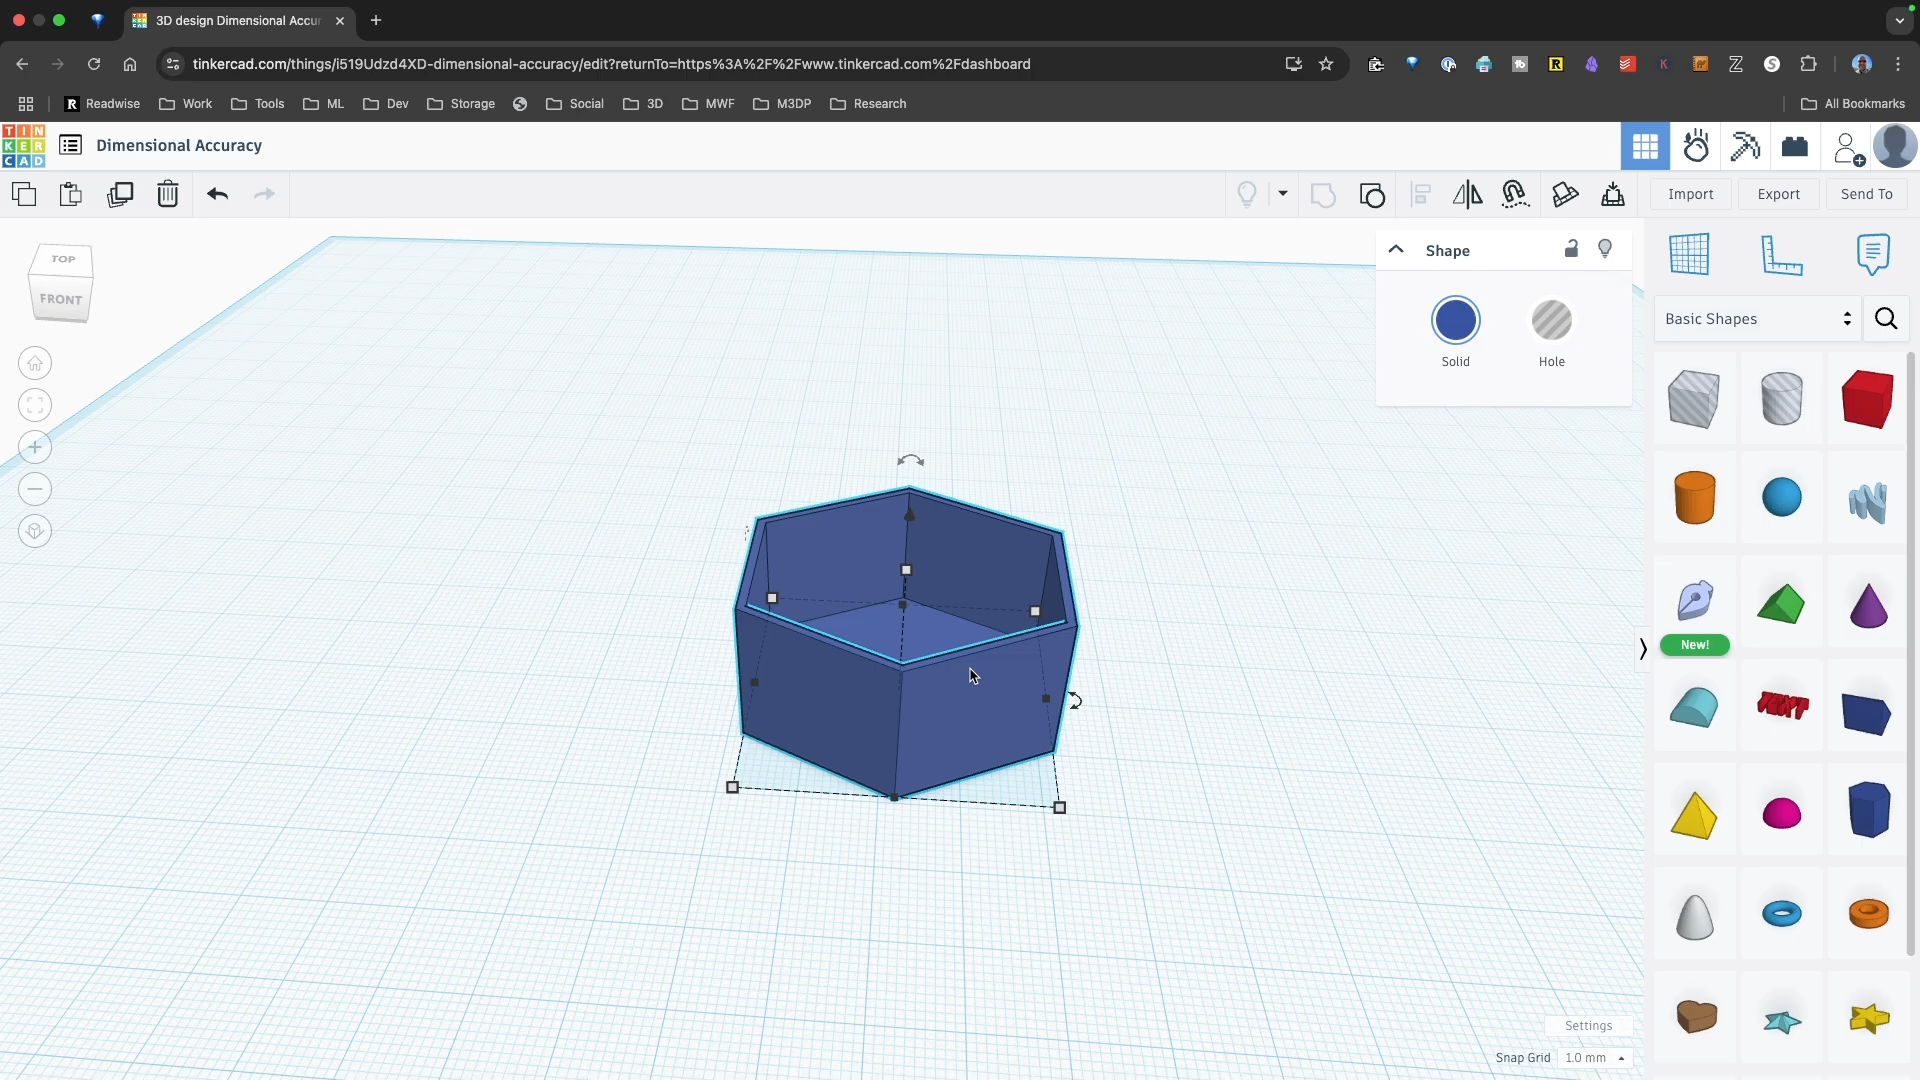 3D design Dimensional Accur
tinkercad.com/things/i519Udzd4XD-dimensional-accuracy/edit?returnTo=https%3A%2F%2Fwww.tinkercad.com%2Fdashboard
Readwise Work Tools ML Dev Storage Social 3D MWF M3DP Research All Bookmarks
TIN
KER
CAD
Dimensional Accuracy
Import Export Send To
TOP
FRONT
Shape
Solid Hole
Basic Shapes
New!
TEXT
Settings
Snap Grid 1.0 mm